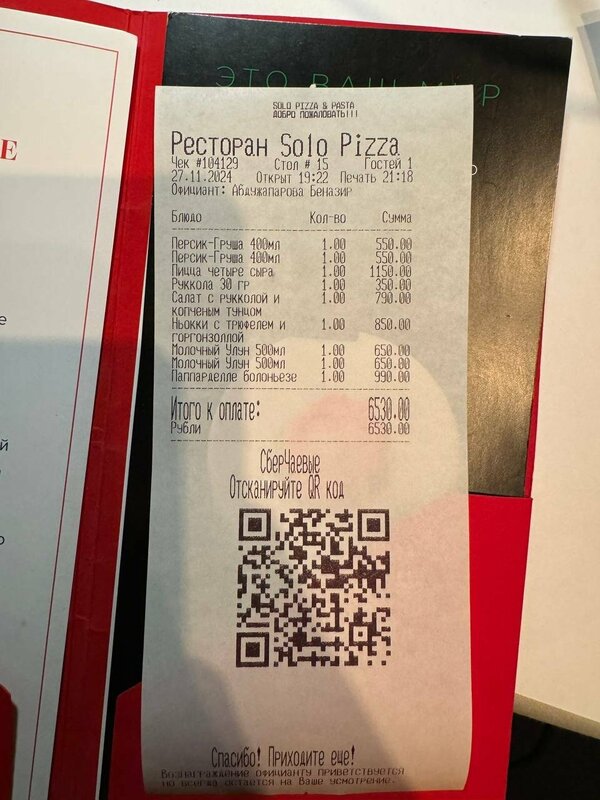 ЭТО ВАШ М
SOLO PIZZA & PASTA
ДОБРО ПОЖАЛОВАТЬ!!!
Ресторан Solo Pizza
Чек #104129 Стол # 15 Гостей 1
27.11.2024 Открыт 19:22 Печать 21:18
Официант: Абдужапарова Беназир
Блюдо Кол-во Сумма
Персик-Груша 400мл 1.00 550.00
Персик-Груша 400мл 1.00 550.00
Пицца четыре сыра 1.00 1150.00
Руккола 30 гр 1.00 350.00
Салат с рукколой и 1.00 790.00
копченым тунцом
Ньокки с трюфелем и 1.00 850.00
горгонзоллой
Молочный Улун 500мл 1.00 650.00
Молочный Улун 500мл 1.00 650.00
Паппарделле болоньезе 1.00 990.00
Итого к оплате: 6530.00
Рубли 6530.00
СберЧаевые
Отсканируйте QR код
Спасибо! Приходите еще!
Вознаграждение официанту приветствуется
но всегда остается на Ваше усмотрение.